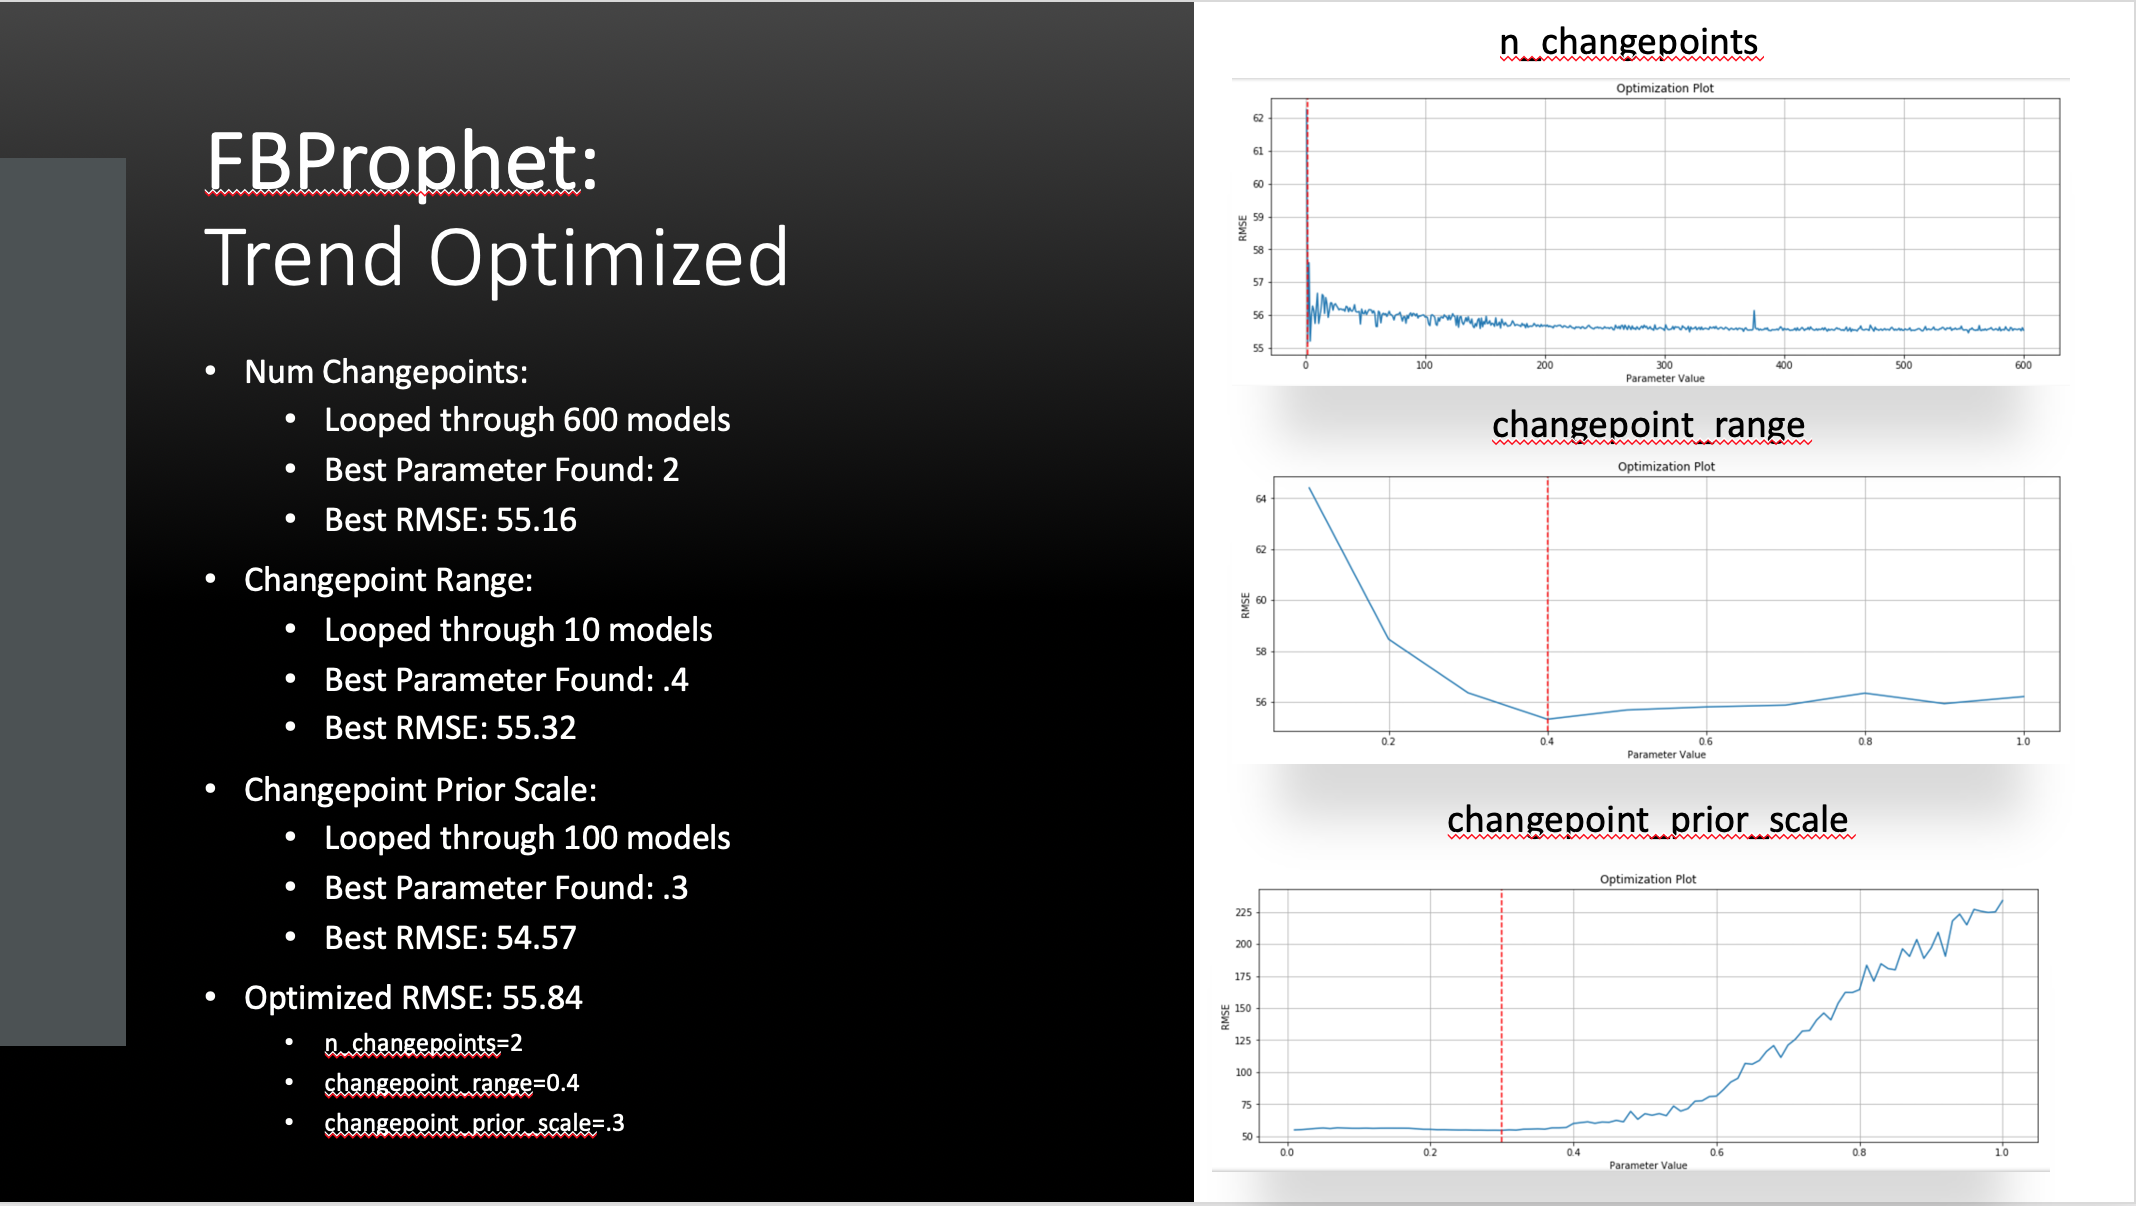 FBProphet:
Trend Optimized
• Num Changepoints:
• Looped through 600 models
• Best Parameter Found: 2
• Best RMSE: 55.16
• Changepoint Range:
• Looped through 10 models
• Best Parameter Found: .4
• Best RMSE: 55.32
• Changepoint Prior Scale:
• Looped through 100 models
• Best Parameter Found: .3
• Best RMSE: 54.57
• Optimized RMSE: 55.84
• n_changepoints=2
• changepoint_range=0.4
• changepoint_prior_scale=.3
n_changepoints
Optimization Plot
62
61
60
59
58
57
56
55
RMSE
0 100 200 300 400 500 600
Parameter Value
changepoint_range
Optimization Plot
64
62
60
58
56
RMSE
0.2 0.4 0.6 0.8 1.0
Parameter Value
changepoint_prior_scale
Optimization Plot
225
200
175
150
125
100
75
50
RMSE
0.0 0.2 0.4 0.6 0.8 1.0
Parameter Value